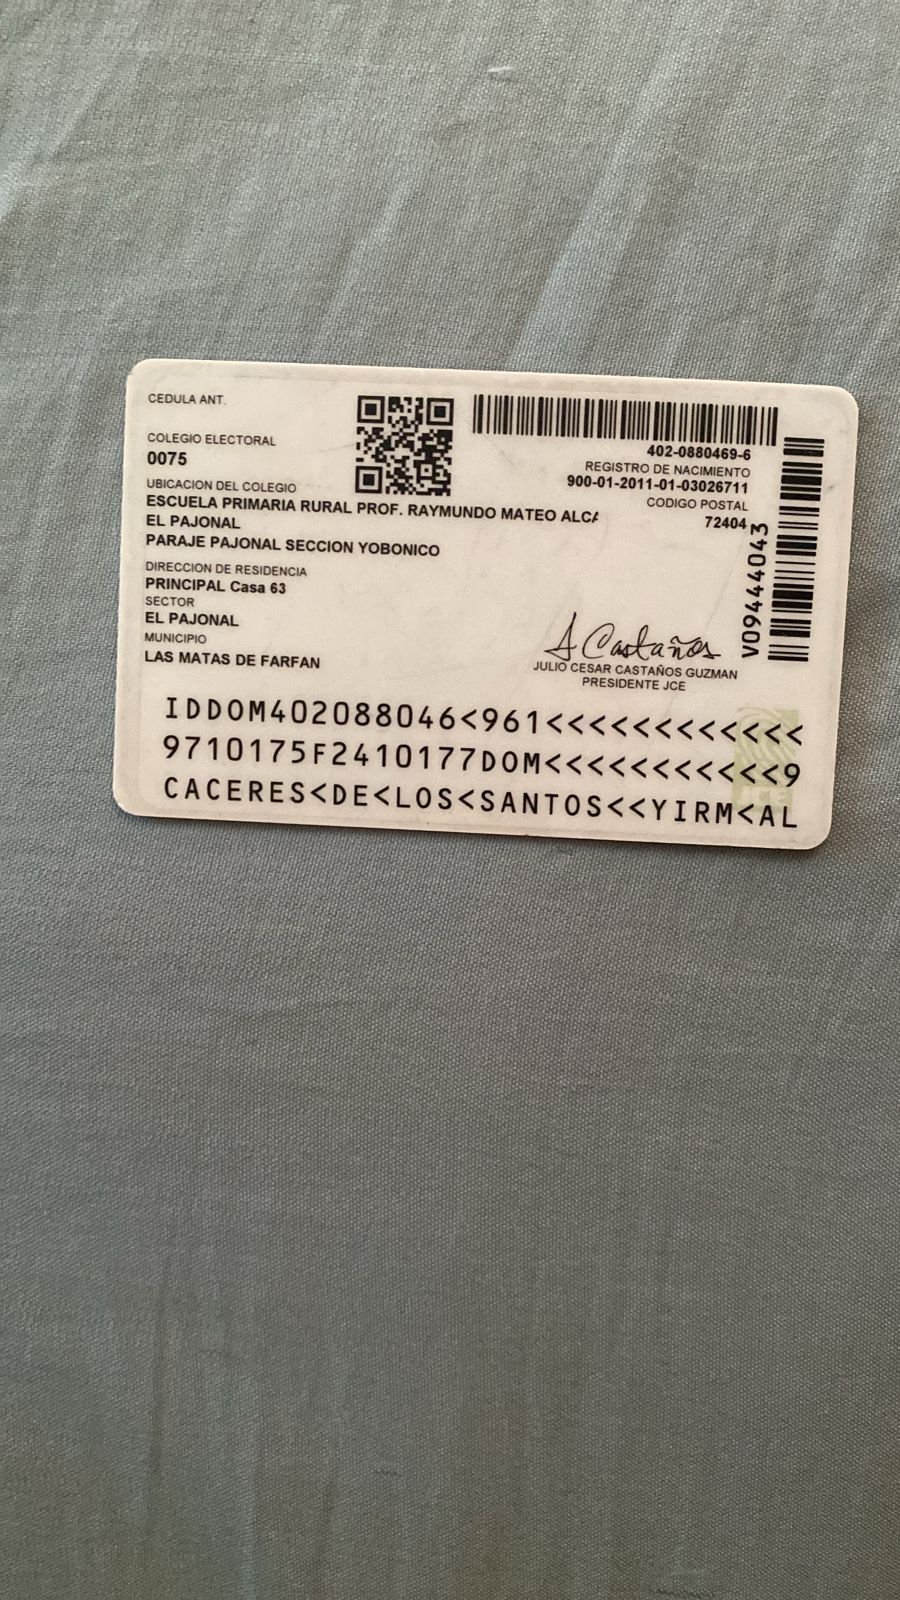 CEDULA ANT.
COLEGIO ELECTORAL
0075
UBICACION DEL COLEGIO
ESCUELA PRIMARIA RURAL PROF. RAYMUNDO MATEO ALCA
EL PAJONAL
PARAJE PAJONAL SECCION YOBONICO
DIRECCION DE RESIDENCIA
PRINCIPAL Casa 63
SECTOR
EL PAJONAL
MUNICIPIO
LAS MATAS DE FARFAN
402-0880469-6
REGISTRO DE NACIMIENTO
900-01-2011-01-03026711
CODIGO POSTAL
72404
V09444043
J Castaños
JULIO CESAR CASTAÑOS GUZMAN
PRESIDENTE JCE
IDDOM402088046<961<<<<<<<<<<<<
9710175F2410177DOM<<<<<<<<<<<9
CACERES<DE<LOS<SANTOS<<YIRM<AL